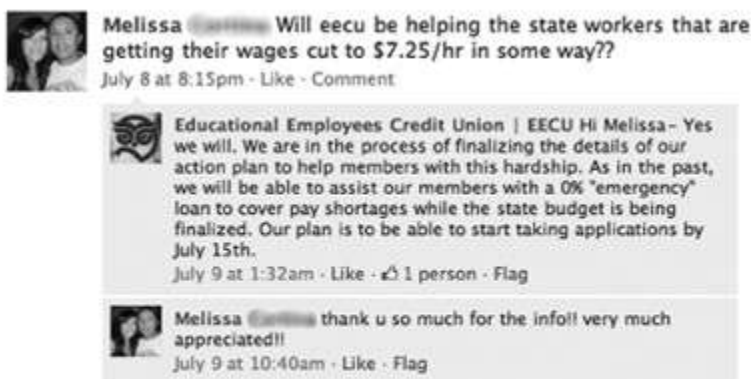 Melissa Will eecu be helping the state workers that are
getting their wages cut to $7.25/hr in some way??
July 8 at 8:15pm · Like · Comment
Educational Employees Credit Union | EECU Hi Melissa- Yes
we will. We are in the process of finalizing the details of our
action plan to help members with this hardship. As in the past,
we will be able to assist our members with a 0% "emergency"
loan to cover pay shortages while the state budget is being
finalized. Our plan is to be able to start taking applications by
July 15th.
July 9 at 1:32am · Like · 1 person · Flag
Melissa thank u so much for the info!! very much
appreciated!!
July 9 at 10:40am · Like · Flag